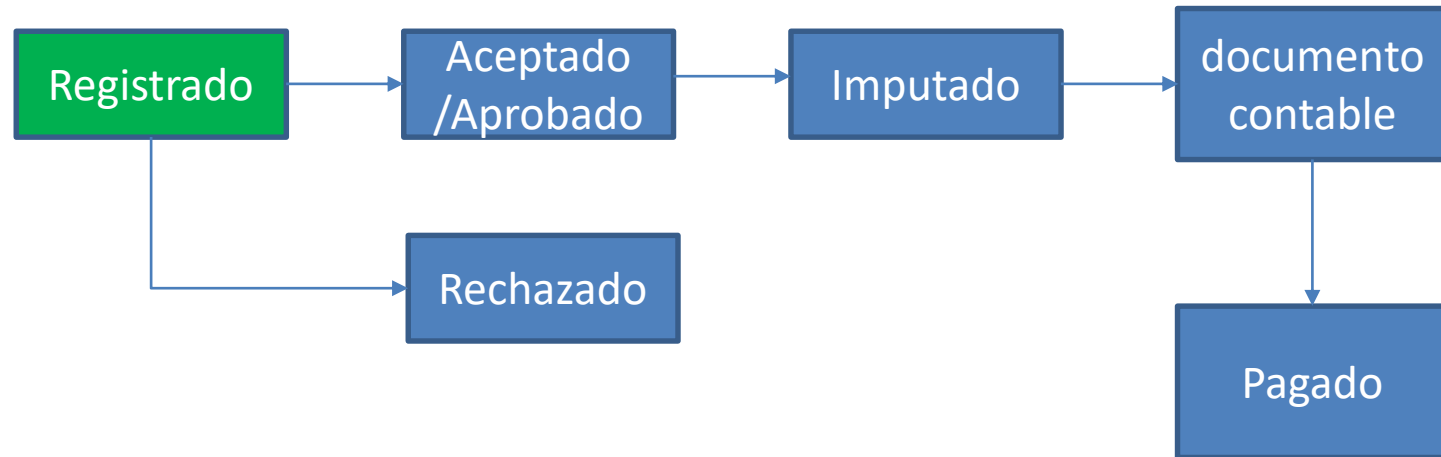 Registrado
Aceptado
/Aprobado
Imputado
documento
contable
Rechazado
Pagado